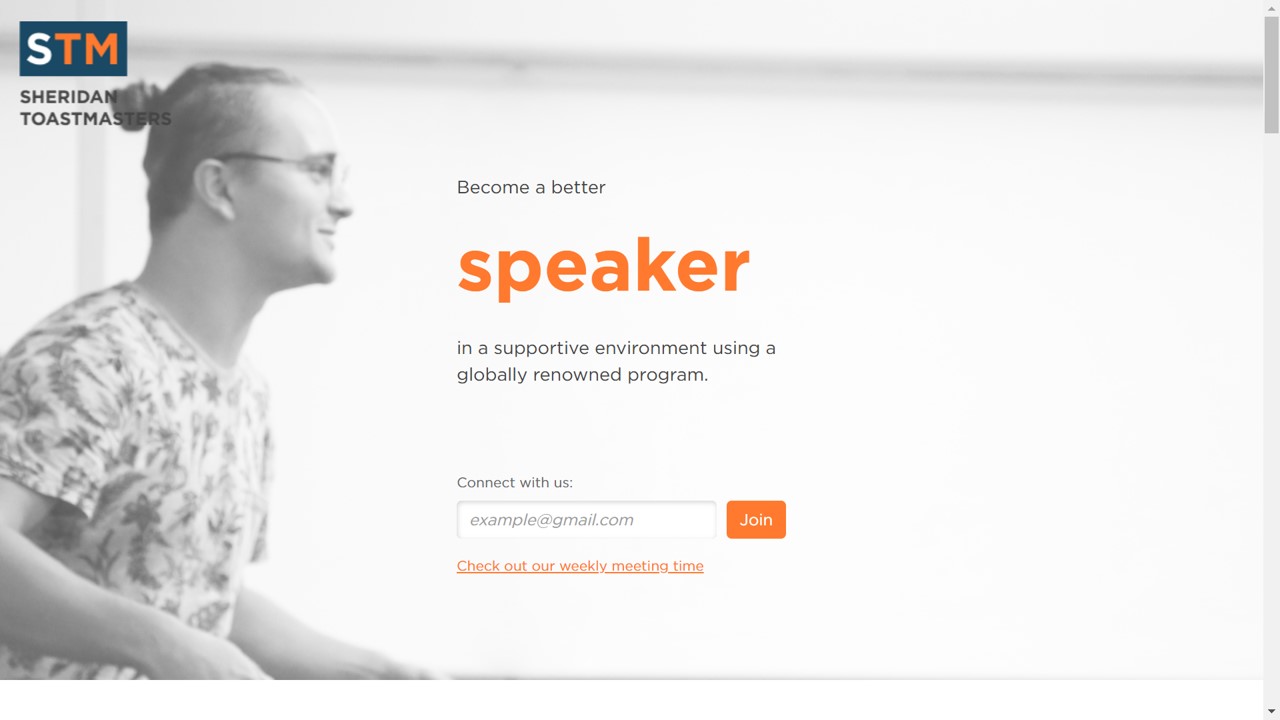 STM
SHERIDAN
TOASTMASTERS
Become a better
speaker
in a supportive environment using a
globally renowned program.
Connect with us:
example@gmail.com
Join
Check out our weekly meeting time